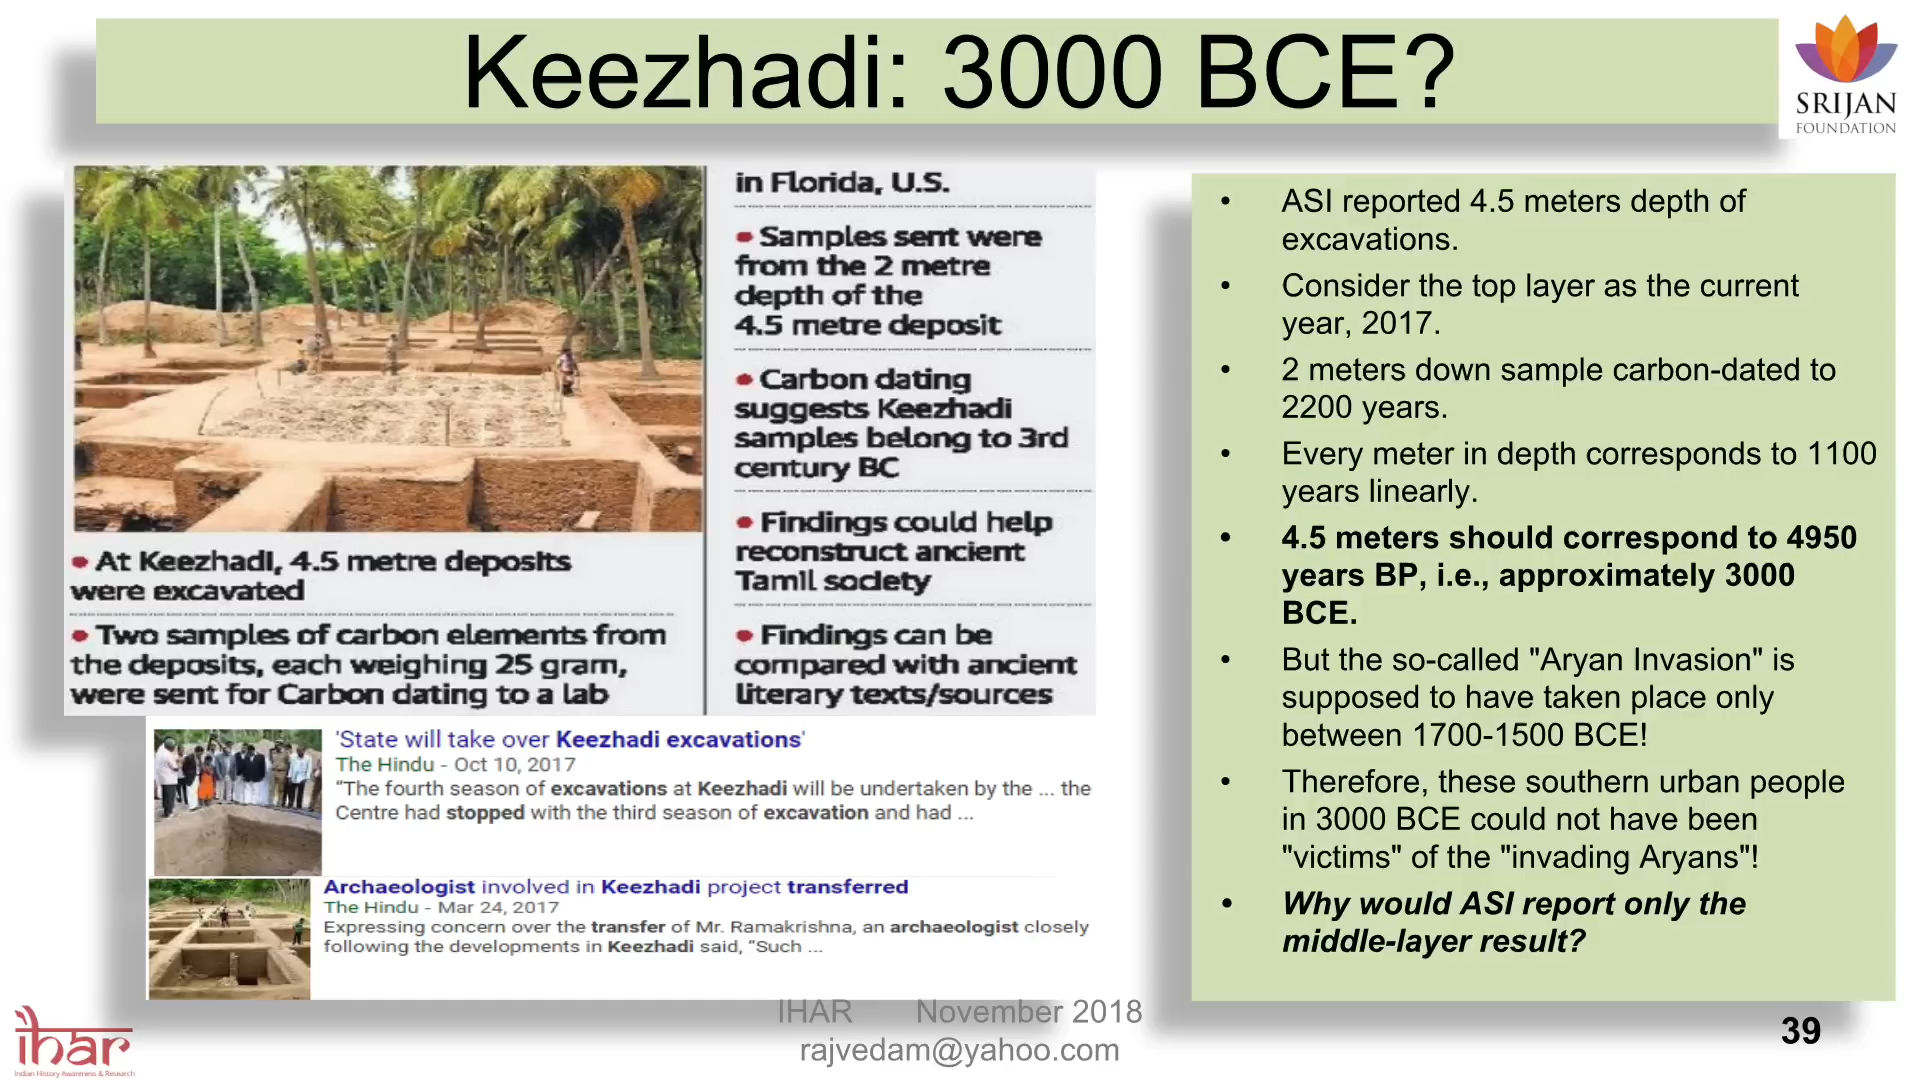 Keezhadi: 3000 BCE?
SRIJAN
FOUNDATION
• At Keezhadi, 4.5 metre deposits
were excavated
• Two samples of carbon elements from
the deposits, each weighing 25 gram,
were sent for Carbon dating to a lab
in Florida, U.S.
• Samples sent were
from the 2 metre
depth of the
4.5 metre deposit
• Carbon dating
suggests Keezhadi
samples belong to 3rd
century BC
• Findings could help
reconstruct ancient
Tamil society
• Findings can be
compared with ancient
literary texts/sources
'State will take over Keezhadi excavations'
The Hindu - Oct 10, 2017
"The fourth season of excavations at Keezhadi will be undertaken by the ... the
Centre had stopped with the third season of excavation and had ...
Archaeologist involved in Keezhadi project transferred
The Hindu - Mar 24, 2017
Expressing concern over the transfer of Mr. Ramakrishna, an archaeologist closely
following the developments in Keezhadi said, "Such ...
• ASI reported 4.5 meters depth of
excavations.
• Consider the top layer as the current
year, 2017.
• 2 meters down sample carbon-dated to
2200 years.
• Every meter in depth corresponds to 1100
years linearly.
• 4.5 meters should correspond to 4950
years BP, i.e., approximately 3000
BCE.
• But the so-called "Aryan Invasion" is
supposed to have taken place only
between 1700-1500 BCE!
• Therefore, these southern urban people
in 3000 BCE could not have been
"victims" of the "invading Aryans"!
• Why would ASI report only the
middle-layer result?
ihar
Indian History Awareness & Research
IHAR November 2018
rajvedam@yahoo.com
39